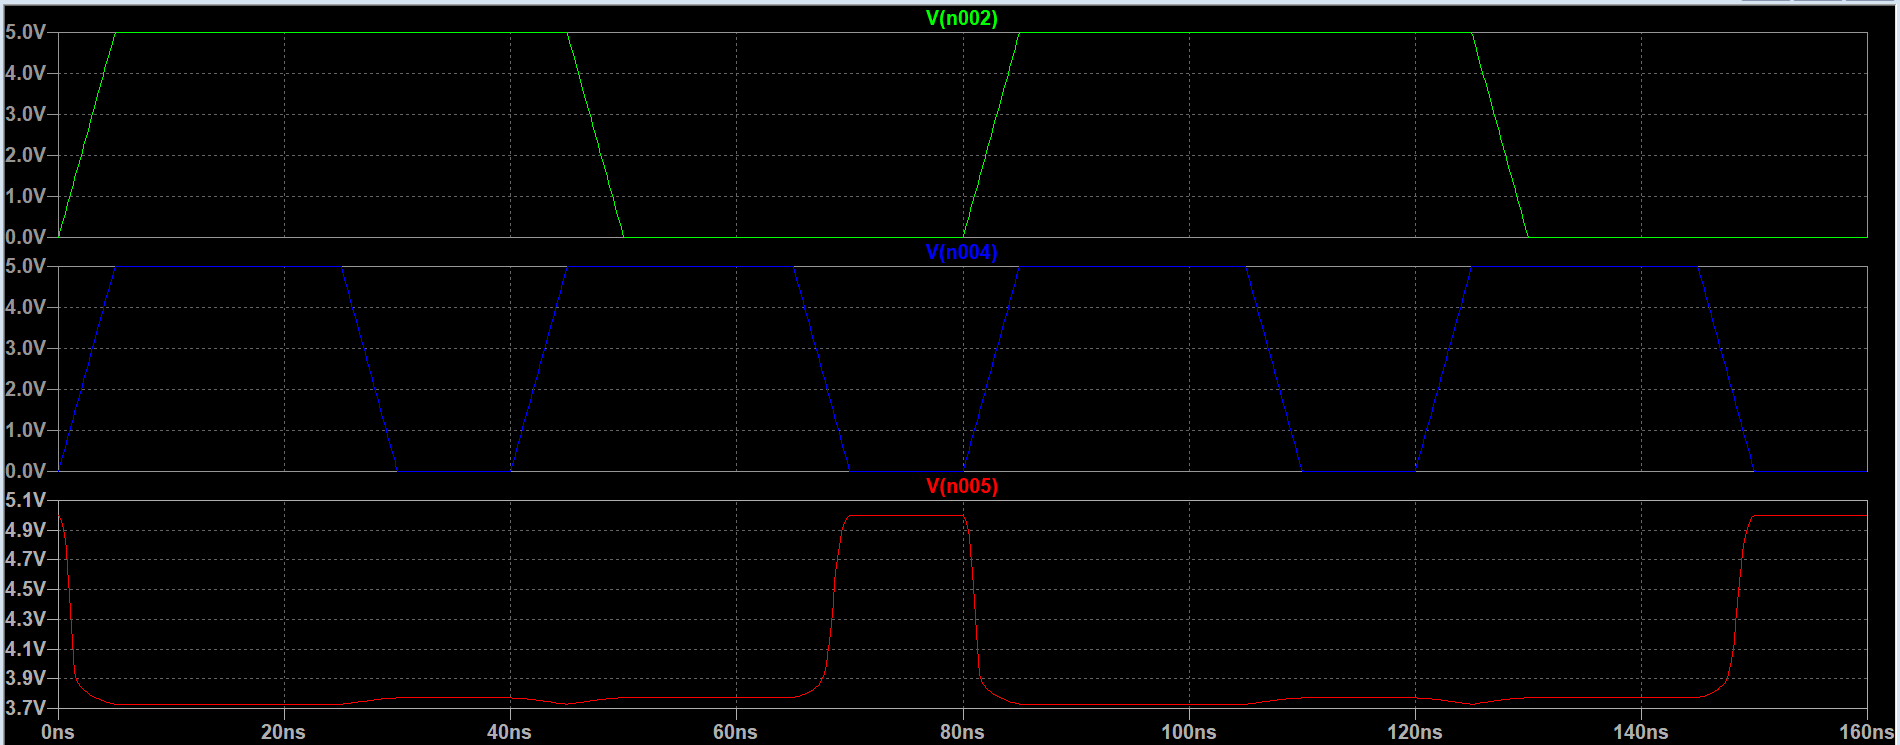 V(n002)
5.0V
4.0V
3.0V
2.0V
1.0V
0.0V
V(n004)
5.0V
4.0V
3.0V
2.0V
1.0V
0.0V
V(n005)
5.1V
4.9V
4.7V
4.5V
4.3V
4.1V
3.9V
3.7V
0ns 20ns 40ns 60ns 80ns 100ns 120ns 140ns 160ns